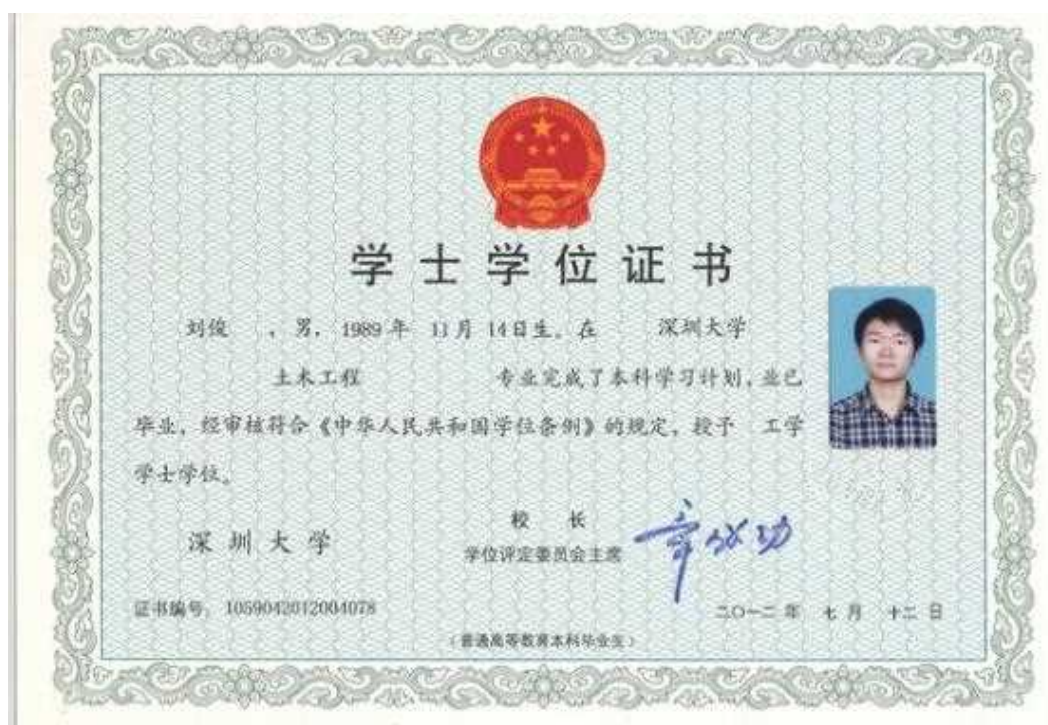 学士学位证书
刘俊 , 男, 1989 年 11月 14日生。在 深圳大学
土木工程 专业完成了本科学习计划, 业已
毕业, 经审核符合《中华人民共和国学位条例》的规定, 授予 工学
学士学位。
深圳大学
校 长
学位评定委员会主席
章必功
证书编号: 1059042012004078
二〇一二 年 七 月 十二 日
(普通高等教育本科毕业生)